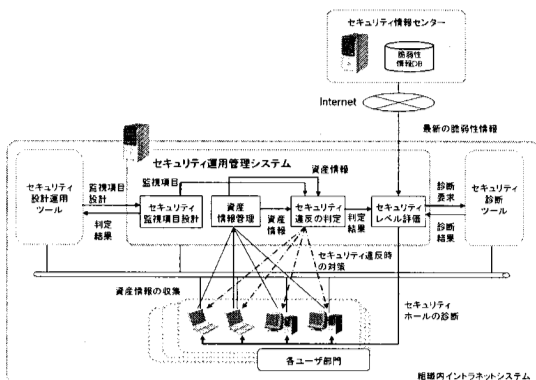 セキュリティ情報センター
脆弱性
情報DB
Internet
最新の脆弱性情報
セキュリティ運用管理システム
資産情報
監視項目
セキュリティ
設計運用
ツール
監視項目
設計
判定
結果
セキュリティ
監視項目設計
資産
情報管理
資産
情報
セキュリティ
違反の判定
判定
結果
セキュリティ
レベル評価
診断
要求
診断
結果
セキュリティ
診断
ツール
セキュリティ違反時
の対策
資産情報の収集
セキュリティ
ホールの診断
各ユーザ部門
組織内イントラネットシステム